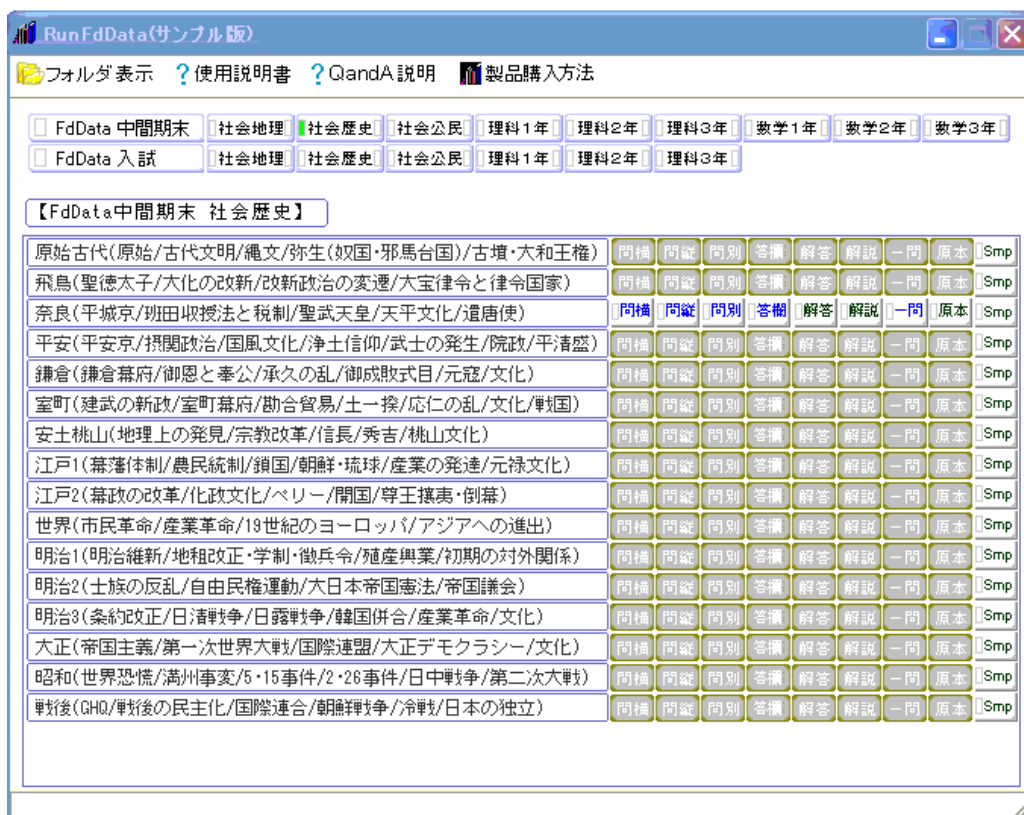 RunFdData(サンプル版)
フォルダ表示 ?使用説明書 ?QandA説明 製品購入方法
FdData 中間期末 社会地理 社会歴史 社会公民 理科1年 理科2年 理科3年 数学1年 数学2年 数学3年
FdData 入試 社会地理 社会歴史 社会公民 理科1年 理科2年 理科3年
【FdData中間期末 社会歴史】
原始古代(原始/古代文明/縄文/弥生(奴国・邪馬台国)/古墳・大和王権) 問横 問縦 問別 答欄 解答 解説 一問 原本 Smp
飛鳥(聖徳太子/大化の改新/改新政治の変遷/大宝律令と律令国家) 問横 問縦 問別 答欄 解答 解説 一問 原本 Smp
奈良(平城京/班田収授法と税制/聖武天皇/天平文化/遣唐使) 問横 問縦 問別 答欄 解答 解説 一問 原本 Smp
平安(平安京/摂関政治/国風文化/浄土信仰/武士の発生/院政/平清盛) 問横 問縦 問別 答欄 解答 解説 一問 原本 Smp
鎌倉(鎌倉幕府/御恩と奉公/承久の乱/御成敗式目/元寇/文化) 問横 問縦 問別 答欄 解答 解説 一問 原本 Smp
室町(建武の新政/室町幕府/勘合貿易/土一揆/応仁の乱/文化/戦国) 問横 問縦 問別 答欄 解答 解説 一問 原本 Smp
安土桃山(地理上の発見/宗教改革/信長/秀吉/桃山文化) 問横 問縦 問別 答欄 解答 解説 一問 原本 Smp
江戸1(幕藩体制/農民統制/鎖国/朝鮮・琉球/産業の発達/元禄文化) 問横 問縦 問別 答欄 解答 解説 一問 原本 Smp
江戸2(幕政の改革/化政文化/ペリー/開国/尊王攘夷・倒幕) 問横 問縦 問別 答欄 解答 解説 一問 原本 Smp
世界(市民革命/産業革命/19世紀のヨーロッパ/アジアへの進出) 問横 問縦 問別 答欄 解答 解説 一問 原本 Smp
明治1(明治維新/地租改正・学制・徴兵令/殖産興業/初期の対外関係) 問横 問縦 問別 答欄 解答 解説 一問 原本 Smp
明治2(士族の反乱/自由民権運動/大日本帝国憲法/帝国議会) 問横 問縦 問別 答欄 解答 解説 一問 原本 Smp
明治3(条約改正/日清戦争/日露戦争/韓国併合/産業革命/文化) 問横 問縦 問別 答欄 解答 解説 一問 原本 Smp
大正(帝国主義/第一次世界大戦/国際連盟/大正デモクラシー/文化) 問横 問縦 問別 答欄 解答 解説 一問 原本 Smp
昭和(世界恐慌/満州事変/5・15事件/2・26事件/日中戦争/第二次大戦) 問横 問縦 問別 答欄 解答 解説 一問 原本 Smp
戦後(GHQ/戦後の民主化/国際連合/朝鮮戦争/冷戦/日本の独立) 問横 問縦 問別 答欄 解答 解説 一問 原本 Smp